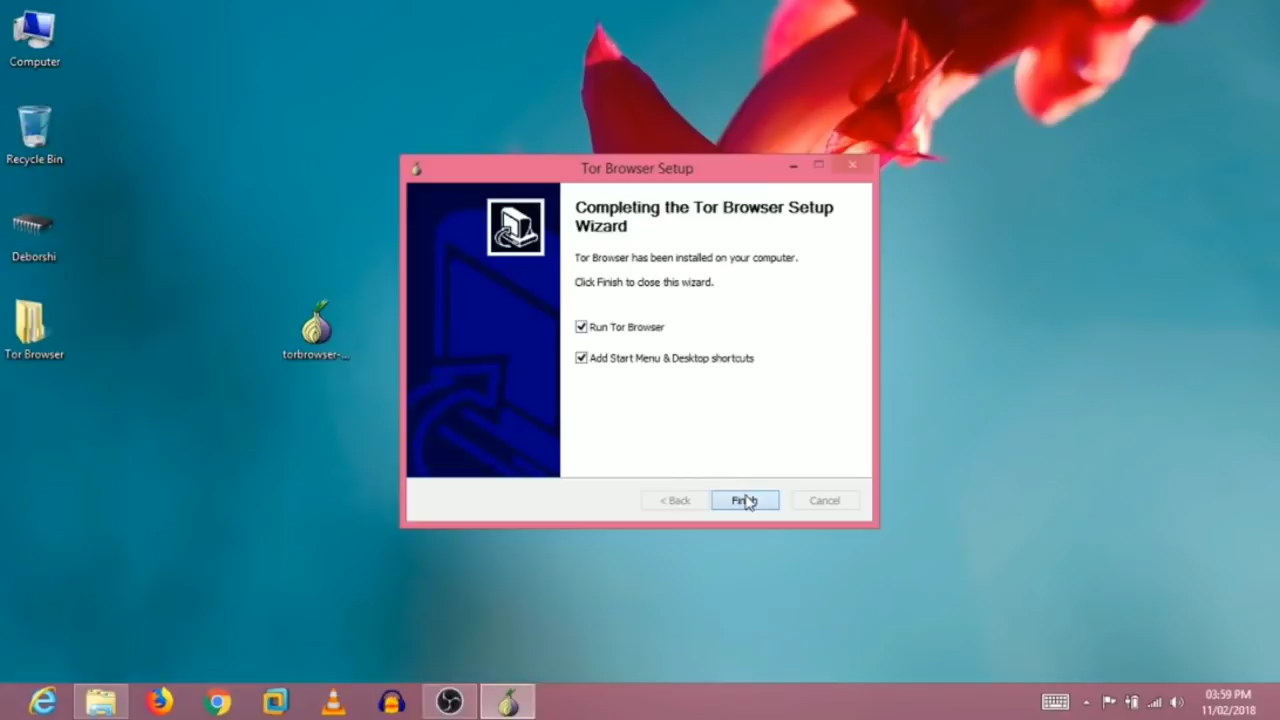 Computer
Recycle Bin
Deborshi
Tor Browser
torbrowser-...
Tor Browser Setup
Completing the Tor Browser Setup
Wizard
Tor Browser has been installed on your computer.
Click Finish to close this wizard.
Run Tor Browser
Add Start Menu & Desktop shortcuts
< Back
Finish
Cancel
03:59 PM
11/02/2018